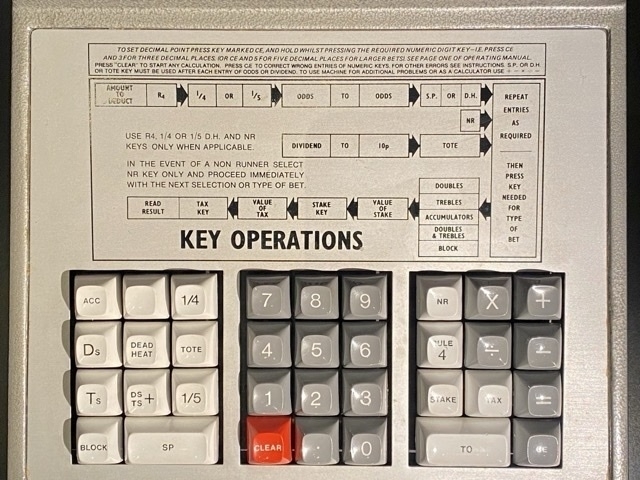 TO SET DECIMAL POINT PRESS KEY MARKED CE, AND HOLD WHILST PRESSING THE REQUIRED NUMERIC DIGIT KEY – I.E. PRESS CE
AND 3 FOR THREE DECIMAL PLACES. (OR CE AND 5 FOR FIVE DECIMAL PLACES FOR LARGER BETS) SEE PAGE ONE OF OPERATING MANUAL.
PRESS "CLEAR" TO START ANY CALCULATION. PRESS CE TO CORRECT WRONG ENTRIES OF NUMERIC KEYS. FOR OTHER ERRORS SEE INSTRUCTIONS. S.P. OR D.H.
OR TOTE KEY MUST BE USED AFTER EACH ENTRY OF ODDS OR DIVIDEND. TO USE MACHINE FOR ADDITIONAL PROBLEMS OR AS A CALCULATOR USE
AMOUNT TO DEDUCT R4 1/4 OR 1/5 ODDS TO ODDS S.P. OR D.H.
NR
REPEAT
ENTRIES
AS
REQUIRED
USE R4, 1/4 OR 1/5 D.H. AND NR
KEYS ONLY WHEN APPLICABLE.
DIVIDEND TO 10p TOTE
IN THE EVENT OF A NON RUNNER SELECT
NR KEY ONLY AND PROCEED IMMEDIATELY
WITH THE NEXT SELECTION OR TYPE OF BET.
THEN
PRESS
KEY
NEEDED
FOR
TYPE
OF
BET
DOUBLES
TREBLES
ACCUMULATORS
DOUBLES
& TREBLES
BLOCK
READ RESULT TAX KEY VALUE OF TAX STAKE KEY VALUE OF STAKE
KEY OPERATIONS
ACC 1/4 7 8 9 NR X +
Ds DEAD HEAT TOTE 4 5 6 RULE 4 ÷ −
Ts DS TS + 1/5 1 2 3 STAKE TAX =
BLOCK SP CLEAR . 0 TO CE